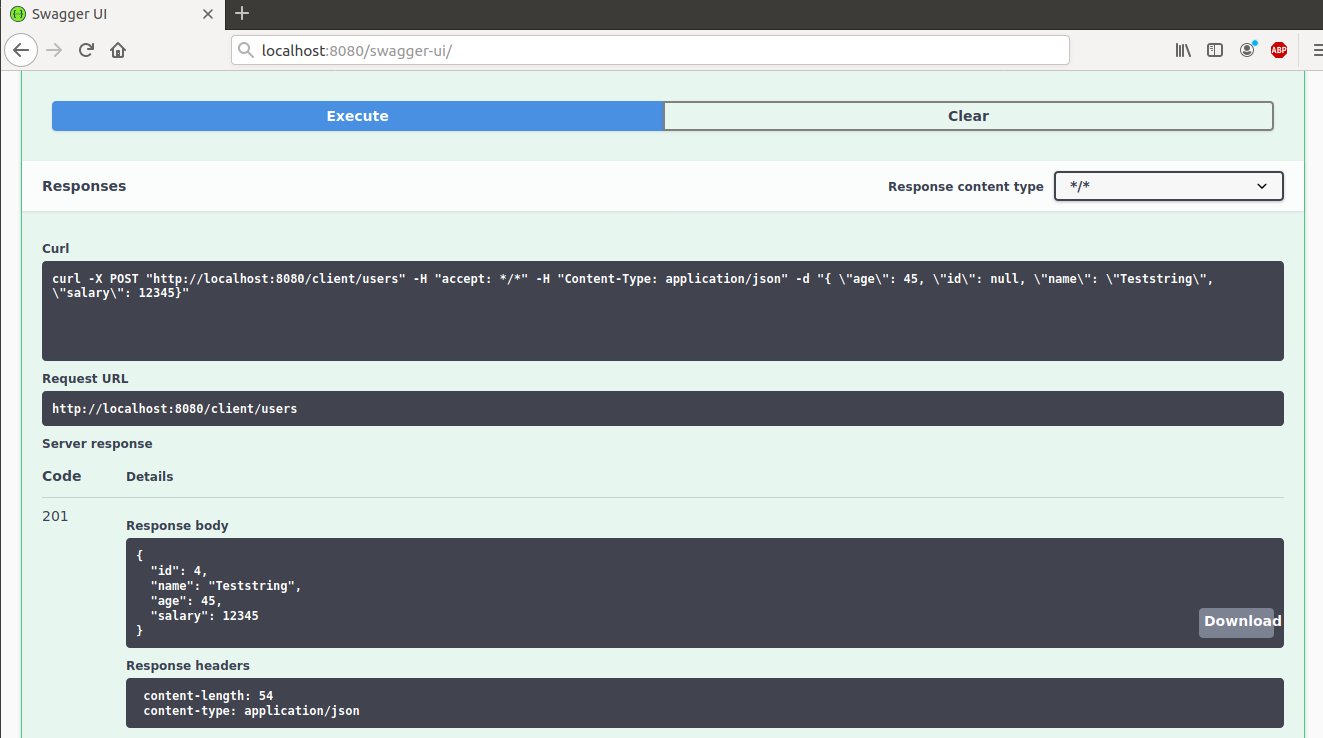 Swagger UI
localhost:8080/swagger-ui/
ABP
Execute
Clear
Responses
Response content type
*/*
Curl
curl -X POST "http://localhost:8080/client/users" -H "accept: */*" -H "Content-Type: application/json" -d "{ \"age\": 45, \"id\": null, \"name\": \"Teststring\",
\"salary\": 12345}"
Request URL
http://localhost:8080/client/users
Server response
Code
Details
201
Response body
{
  "id": 4,
  "name": "Teststring",
  "age": 45,
  "salary": 12345
}
Download
Response headers
content-length: 54
content-type: application/json